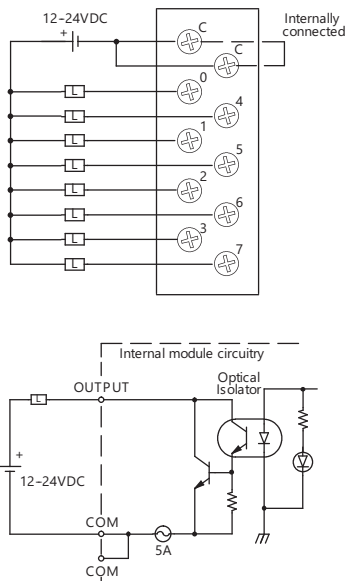 12-24VDC
+
Internally
connected
C
C
0
L
4
L
1
L
5
L
2
L
6
L
3
L
7
L
Internal module circuitry
OUTPUT
Optical
Isolator
L
+
12-24VDC
COM
5A
COM